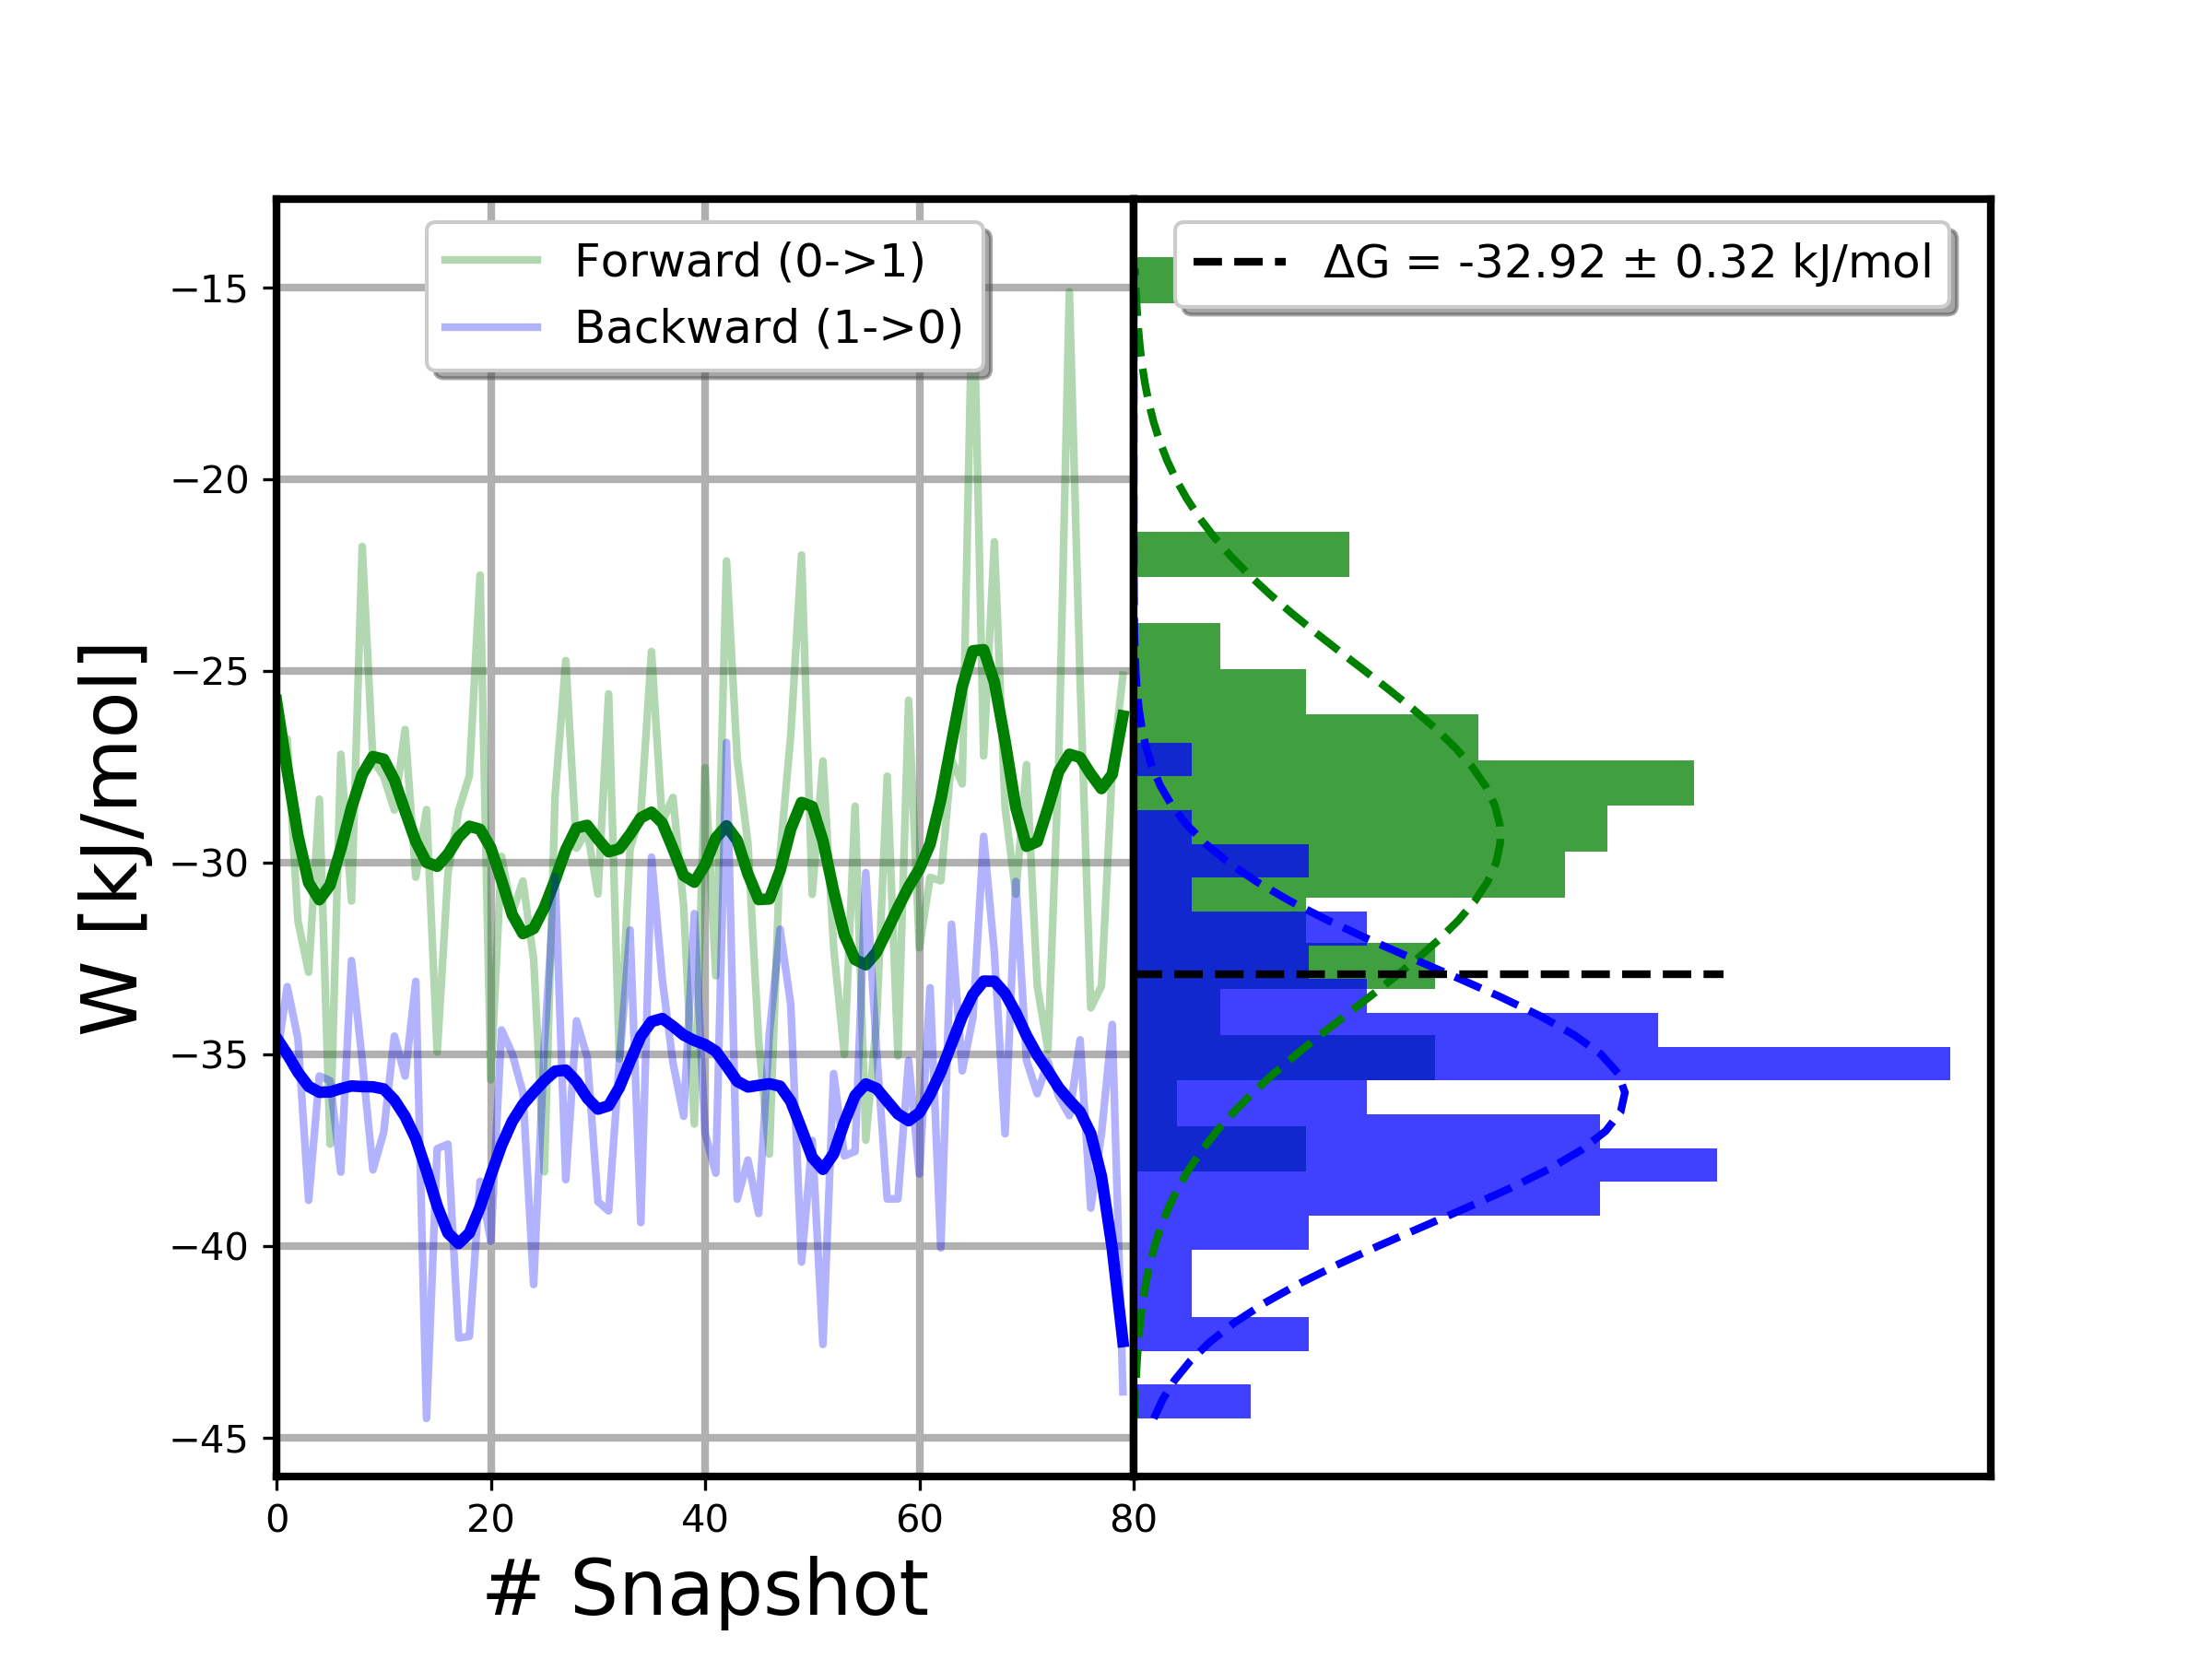 Forward (0->1)
Backward (1->0)
ΔG = -32.92 ± 0.32 kJ/mol
W [kJ/mol]
−15
−20
−25
−30
−35
−40
−45
0 20 40 60 80
# Snapshot